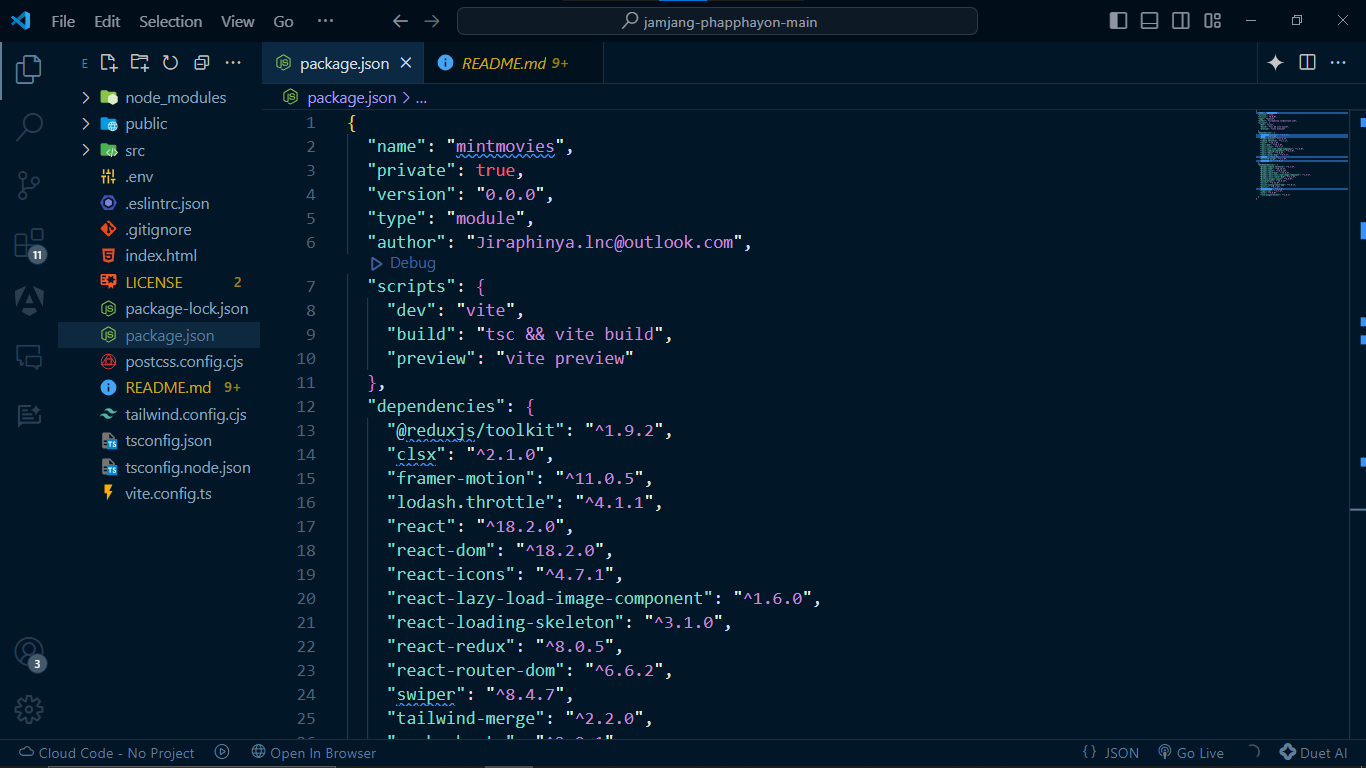 File Edit Selection View Go ···
jamjang-phapphayon-main
E
package.json
README.md 9+
node_modules
public
src
.env
.eslintrc.json
.gitignore
index.html
LICENSE 2
package-lock.json
package.json
postcss.config.cjs
README.md 9+
tailwind.config.cjs
tsconfig.json
tsconfig.node.json
vite.config.ts
11
3
package.json > ...
1 {
2 "name": "mintmovies",
3 "private": true,
4 "version": "0.0.0",
5 "type": "module",
6 "author": "Jiraphinya.lnc@outlook.com",
Debug
7 "scripts": {
8 "dev": "vite",
9 "build": "tsc && vite build",
10 "preview": "vite preview"
11 },
12 "dependencies": {
13 "@reduxjs/toolkit": "^1.9.2",
14 "clsx": "^2.1.0",
15 "framer-motion": "^11.0.5",
16 "lodash.throttle": "^4.1.1",
17 "react": "^18.2.0",
18 "react-dom": "^18.2.0",
19 "react-icons": "^4.7.1",
20 "react-lazy-load-image-component": "^1.6.0",
21 "react-loading-skeleton": "^3.1.0",
22 "react-redux": "^8.0.5",
23 "react-router-dom": "^6.6.2",
24 "swiper": "^8.4.7",
25 "tailwind-merge": "^2.2.0",
Cloud Code - No Project
Open In Browser
{ } JSON
Go Live
Duet AI